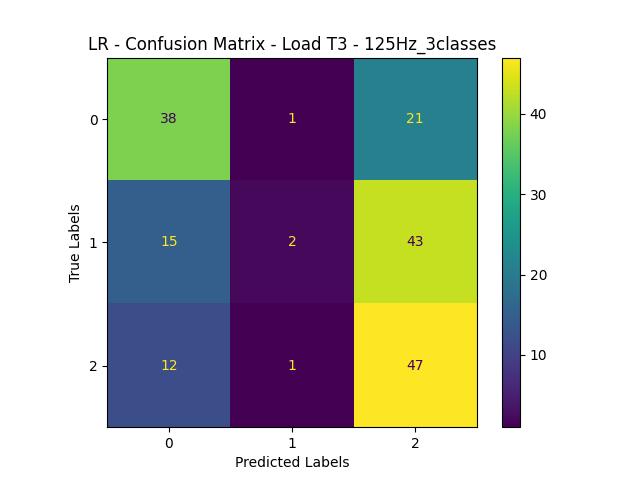 LR - Confusion Matrix - Load T3 - 125Hz_3classes
True Labels
0 38 1 21
1 15 2 43
2 12 1 47
0 1 2
Predicted Labels
40
30
20
10